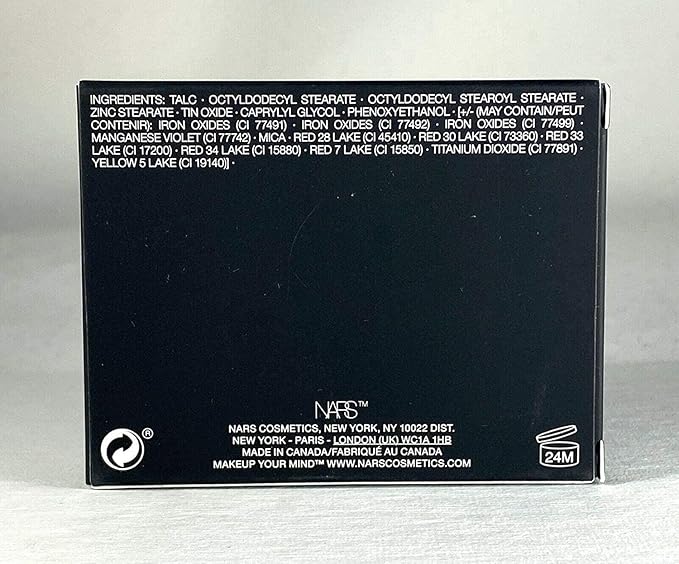 INGREDIENTS: TALC · OCTYLDODECYL STEARATE · OCTYLDODECYL STEAROYL STEARATE ·
ZINC STEARATE · TIN OXIDE · CAPRYLYL GLYCOL · PHENOXYETHANOL · [+/- (MAY CONTAIN/PEUT
CONTENIR): IRON OXIDES (CI 77491) · IRON OXIDES (CI 77492) · IRON OXIDES (CI 77499) ·
MANGANESE VIOLET (CI 77742) · MICA · RED 28 LAKE (CI 45410) · RED 30 LAKE (CI 73360) · RED 33
LAKE (CI 17200) · RED 34 LAKE (CI 15880) · RED 7 LAKE (CI 15850) · TITANIUM DIOXIDE (CI 77891) ·
YELLOW 5 LAKE (CI 19140)] ·
NARS™
NARS COSMETICS, NEW YORK, NY 10022 DIST.
NEW YORK - PARIS - LONDON (UK) WC1A 1HB
MADE IN CANADA/FABRIQUÉ AU CANADA
MAKEUP YOUR MIND™ WWW.NARSCOSMETICS.COM
®
24M